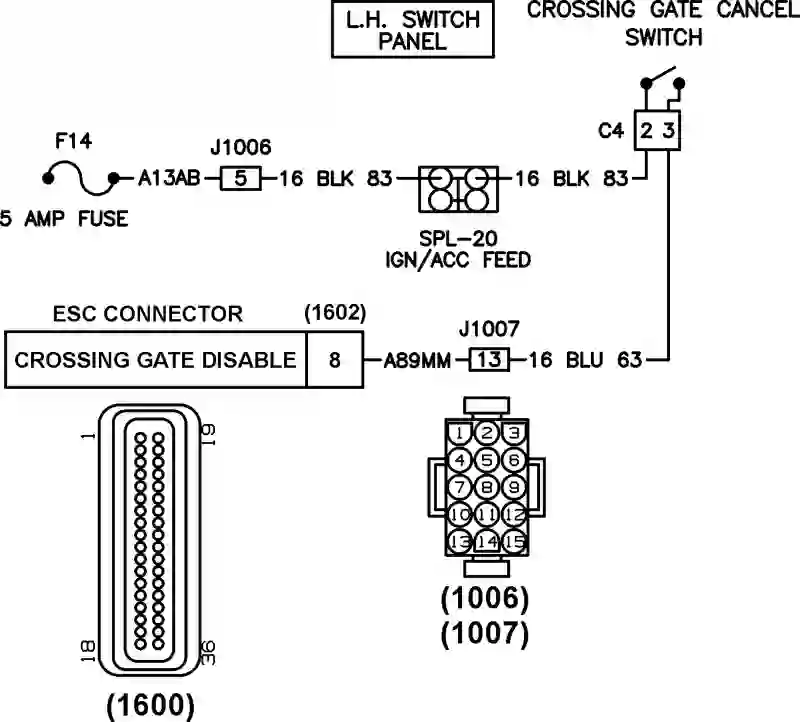 L.H. SWITCH
PANEL
CROSSING GATE CANCEL
SWITCH
C4 2 3
F14
J1006
A13AB 5 16 BLK 83 16 BLK 83
5 AMP FUSE
SPL-20
IGN/ACC FEED
ESC CONNECTOR (1602)
J1007
CROSSING GATE DISABLE 8 A89MM 13 16 BLU 63
1 19
1 2 3
4 5 6
7 8 9
10 11 12
13 14 15
(1006)
(1007)
18 36
(1600)